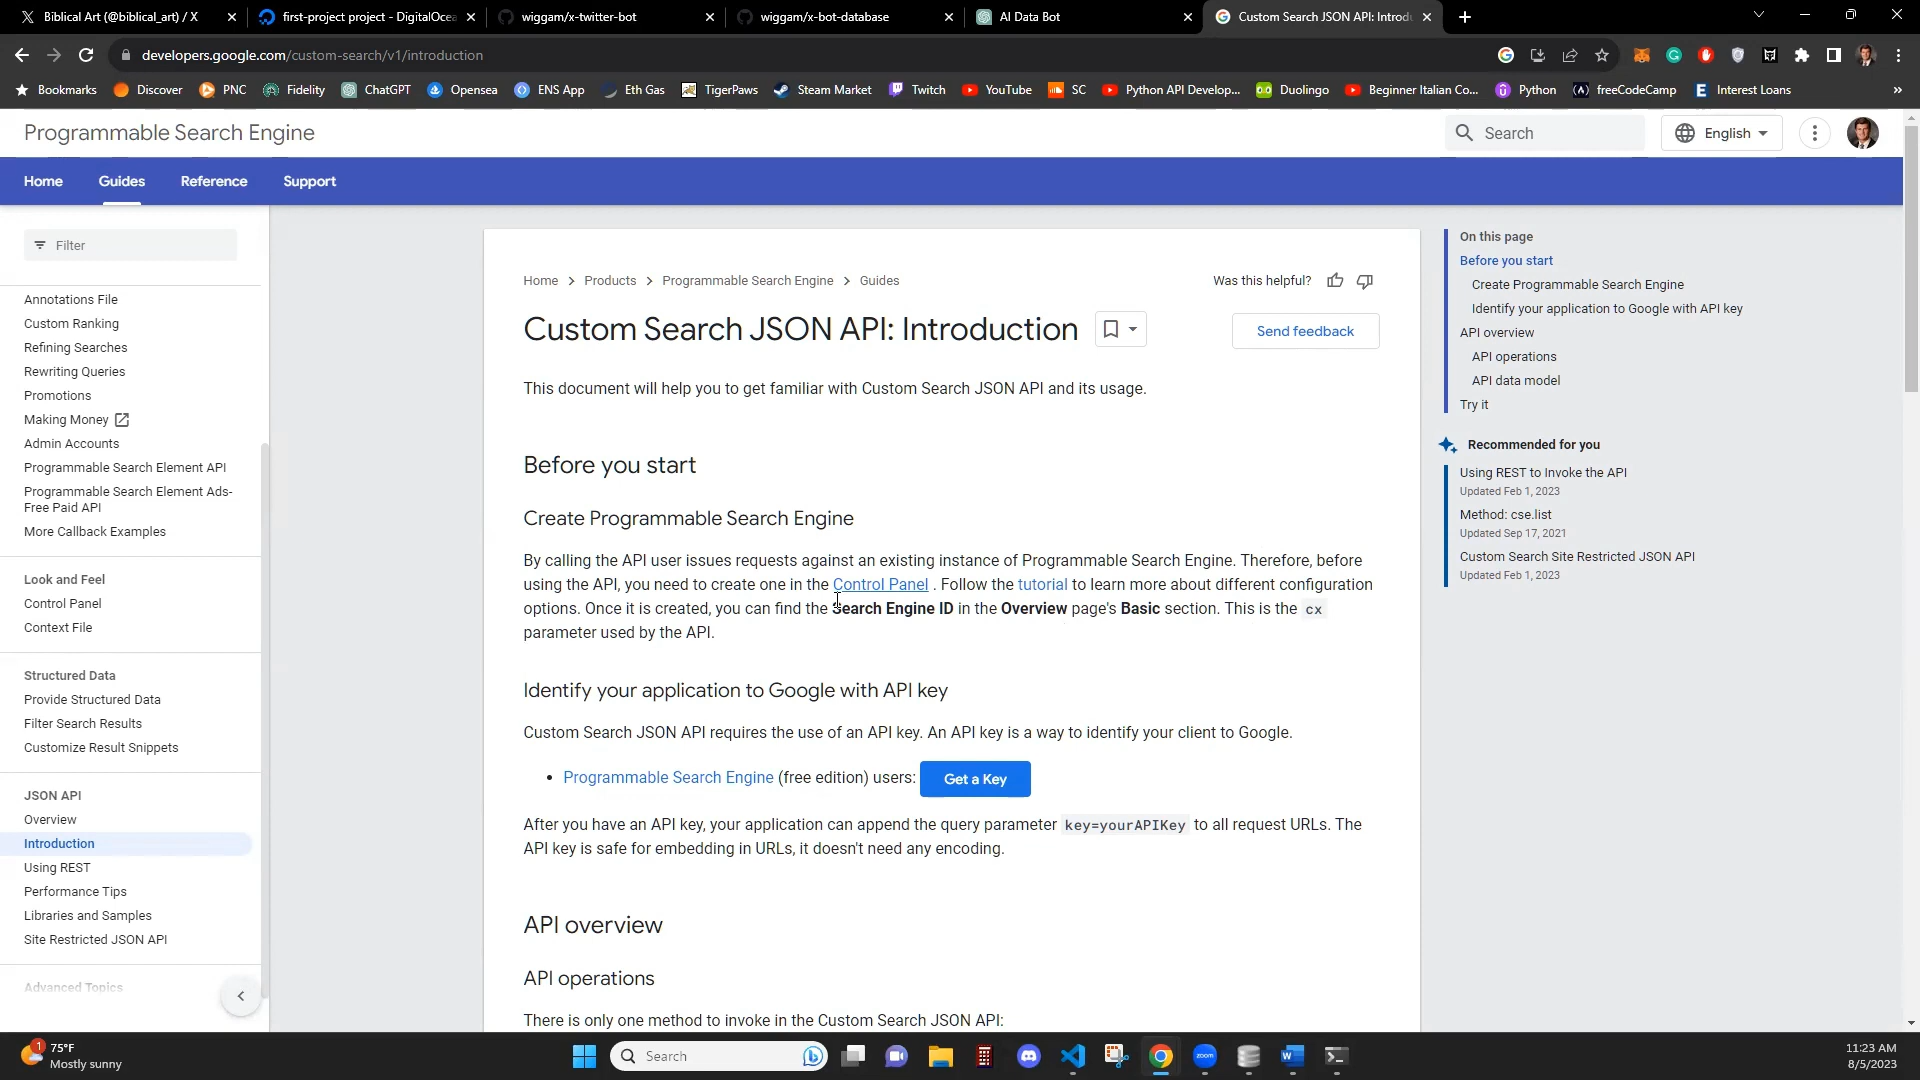 Biblical Art (@biblical_art) / X
first-project project - DigitalOcea
wiggam/x-twitter-bot
wiggam/x-bot-database
AI Data Bot
Custom Search JSON API: Introdu
developers.google.com/custom-search/v1/introduction
Bookmarks
Discover
PNC
Fidelity
ChatGPT
Opensea
ENS App
Eth Gas
TigerPaws
Steam Market
Twitch
YouTube
SC
Python API Develop...
Duolingo
Beginner Italian Co...
Python
freeCodeCamp
Interest Loans
Programmable Search Engine
Search
English
Home
Guides
Reference
Support
Filter
Annotations File
Custom Ranking
Refining Searches
Rewriting Queries
Promotions
Making Money
Admin Accounts
Programmable Search Element API
Programmable Search Element Ads-
Free Paid API
More Callback Examples
Look and Feel
Control Panel
Context File
Structured Data
Provide Structured Data
Filter Search Results
Customize Result Snippets
JSON API
Overview
Introduction
Using REST
Performance Tips
Libraries and Samples
Site Restricted JSON API
Advanced Topics
Home > Products > Programmable Search Engine > Guides
Was this helpful?
Custom Search JSON API: Introduction
Send feedback
This document will help you to get familiar with Custom Search JSON API and its usage.
Before you start
Create Programmable Search Engine
By calling the API user issues requests against an existing instance of Programmable Search Engine. Therefore, before
using the API, you need to create one in the Control Panel . Follow the tutorial to learn more about different configuration
options. Once it is created, you can find the Search Engine ID in the Overview page's Basic section. This is the cx
parameter used by the API.
Identify your application to Google with API key
Custom Search JSON API requires the use of an API key. An API key is a way to identify your client to Google.
• Programmable Search Engine (free edition) users: Get a Key
After you have an API key, your application can append the query parameter key=yourAPIKey to all request URLs. The
API key is safe for embedding in URLs, it doesn't need any encoding.
API overview
API operations
There is only one method to invoke in the Custom Search JSON API:
On this page
Before you start
Create Programmable Search Engine
Identify your application to Google with API key
API overview
API operations
API data model
Try it
Recommended for you
Using REST to Invoke the API
Updated Feb 1, 2023
Method: cse.list
Updated Sep 17, 2021
Custom Search Site Restricted JSON API
Updated Feb 1, 2023
1
75°F
Mostly sunny
Search
zoom
11:23 AM
8/5/2023